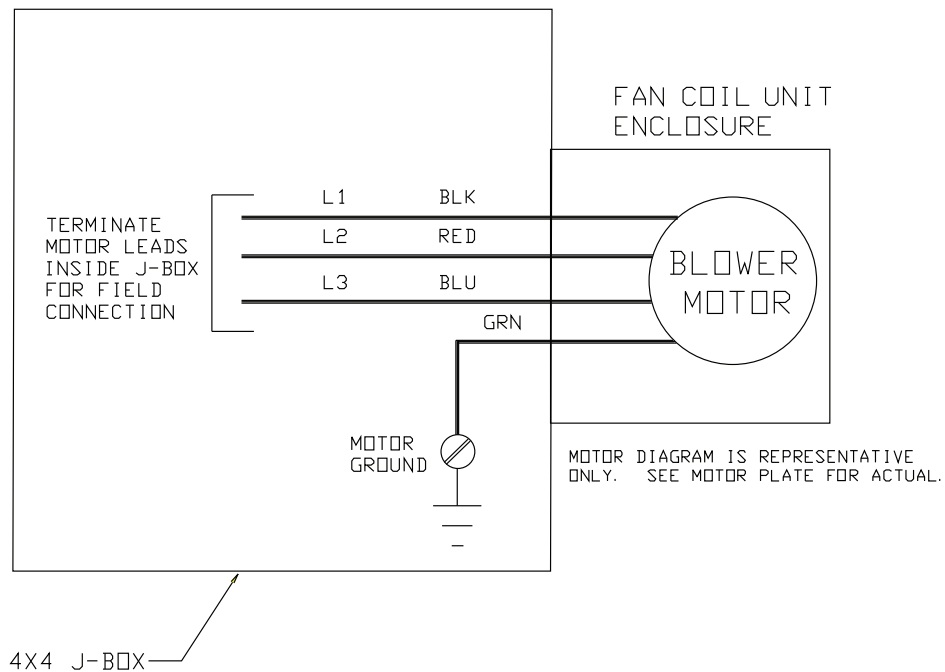 FAN COIL UNIT
ENCLOSURE
L1 BLK
TERMINATE
MOTOR LEADS
INSIDE J-BOX
FOR FIELD
CONNECTION
L2 RED
L3 BLU
GRN
BLOWER
MOTOR
MOTOR
GROUND
MOTOR DIAGRAM IS REPRESENTATIVE
ONLY. SEE MOTOR PLATE FOR ACTUAL.
4X4 J-BOX